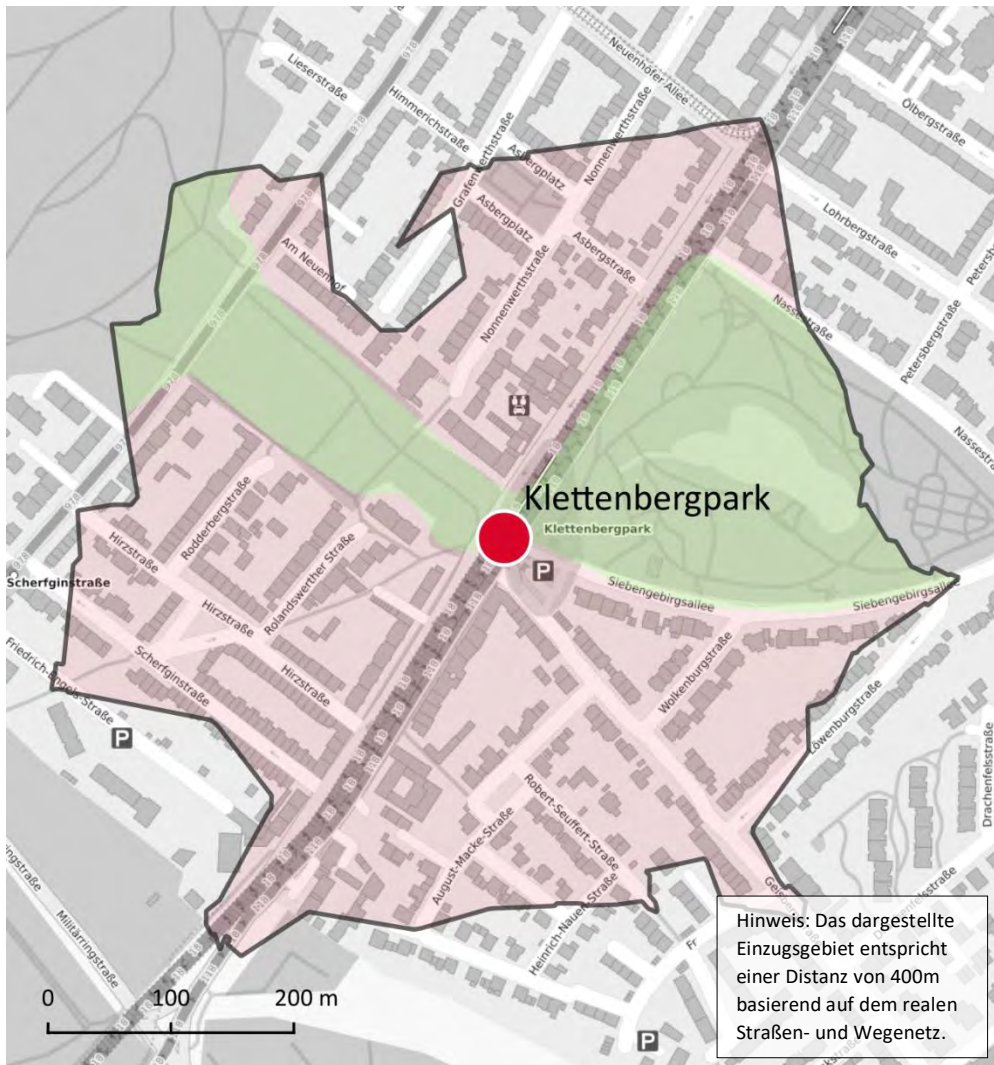 Neuenhöfer Allee
Lieserstraße
Himmerichstraße
Ölbergstraße
Grafenwerthstraße
Asbergplatz
Nonnenwerthstraße
Asbergplatz
Lohrbergstraße
Am Neuenhof
Asbergstraße
Nonnenwerthstraße
Nassestraße
Petersbergstraße
Nassestra
Klettenbergpark
Klettenbergpark
P
Rodderbergstraße
Rolandswerther Straße
Hirzstraße
Scherfginstraße
Siebengebirgsallee
Siebengebirgsalle
Hirzstraße
Wolkenburgstraße
Scherfginstraße
Hirzstraße
Friedrich-Engels-Straße
P
Löwenburgstraße
Drachenfelsstraße
Robert-Seuffert-Straße
August-Macke-Straße
Heinrich-Nauen-Straße
Militärringstraße
P
0 100 200 m
Hinweis: Das dargestellte
Einzugsgebiet entspricht
einer Distanz von 400m
basierend auf dem realen
Straßen- und Wegenetz.